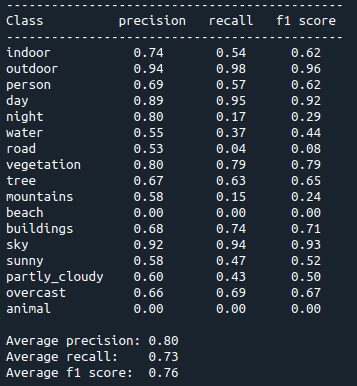 ---------------------------------------------
Class precision recall f1 score
---------------------------------------------
indoor 0.74 0.54 0.62
outdoor 0.94 0.98 0.96
person 0.69 0.57 0.62
day 0.89 0.95 0.92
night 0.80 0.17 0.29
water 0.55 0.37 0.44
road 0.53 0.04 0.08
vegetation 0.80 0.79 0.79
tree 0.67 0.63 0.65
mountains 0.58 0.15 0.24
beach 0.00 0.00 0.00
buildings 0.68 0.74 0.71
sky 0.92 0.94 0.93
sunny 0.58 0.47 0.52
partly_cloudy 0.60 0.43 0.50
overcast 0.66 0.69 0.67
animal 0.00 0.00 0.00
Average precision: 0.80
Average recall: 0.73
Average f1 score: 0.76